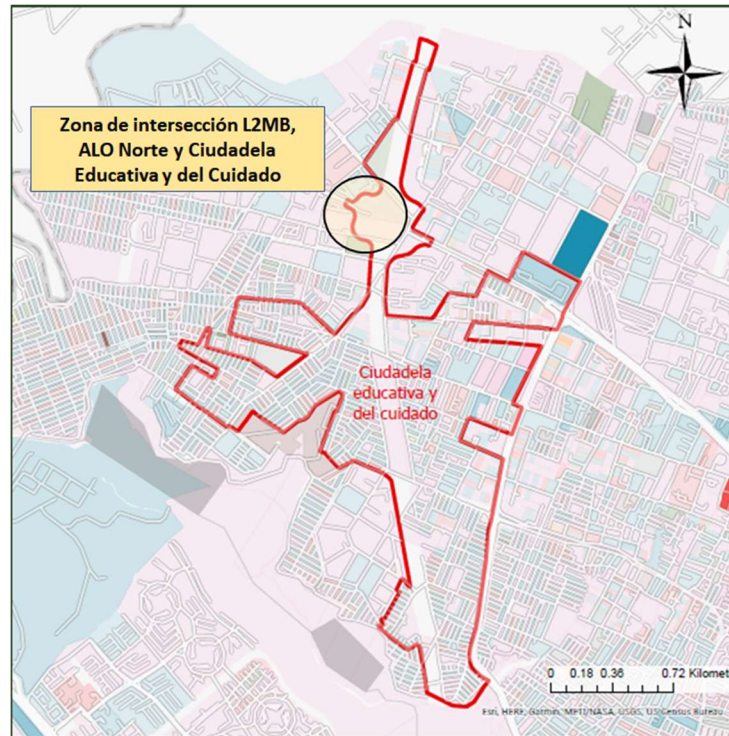 N
Zona de intersección L2MB,
ALO Norte y Ciudadela
Educativa y del Cuidado
Ciudadela
educativa y
del cuidado
0 0.18 0.36 0.72 Kilomet
Esri, HERE, Garmin, METI/NASA, USGS, US Census Bureau